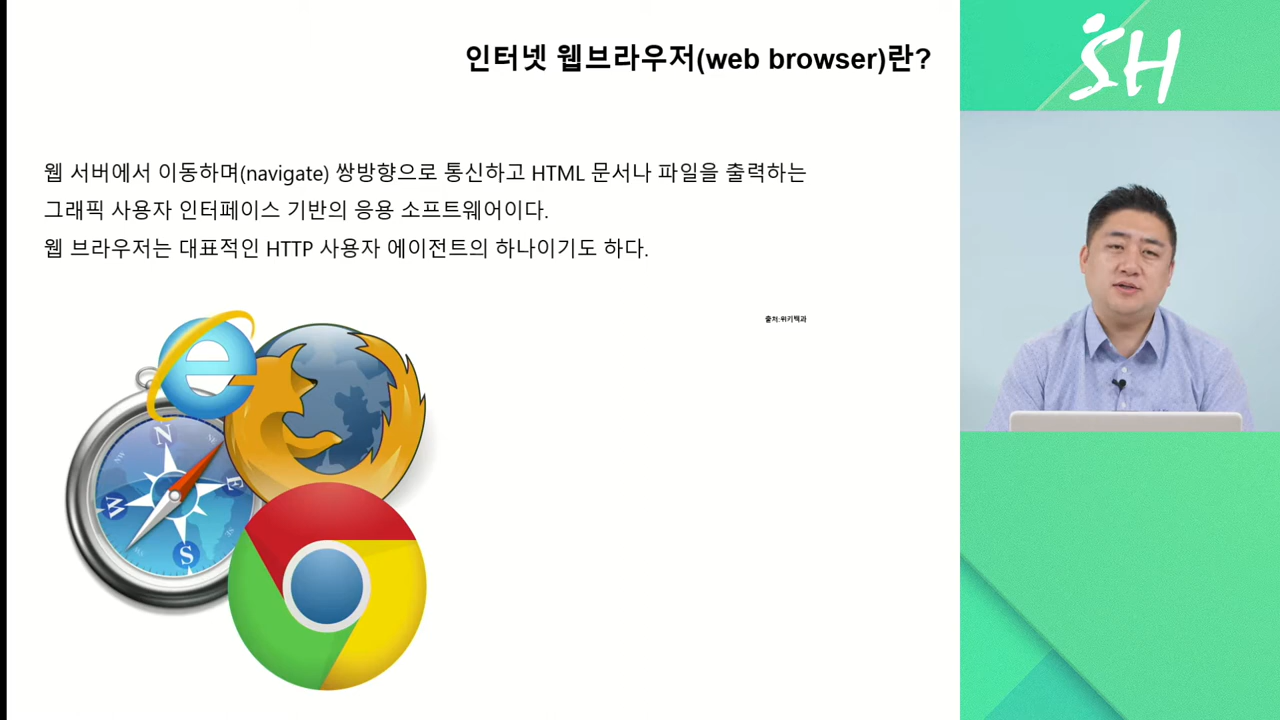 인터넷 웹브라우저(web browser)란?
SH
웹 서버에서 이동하며(navigate) 쌍방향으로 통신하고 HTML 문서나 파일을 출력하는
그래픽 사용자 인터페이스 기반의 응용 소프트웨어이다.
웹 브라우저는 대표적인 HTTP 사용자 에이전트의 하나이기도 하다.
출처:위키백과
N
W
E
S